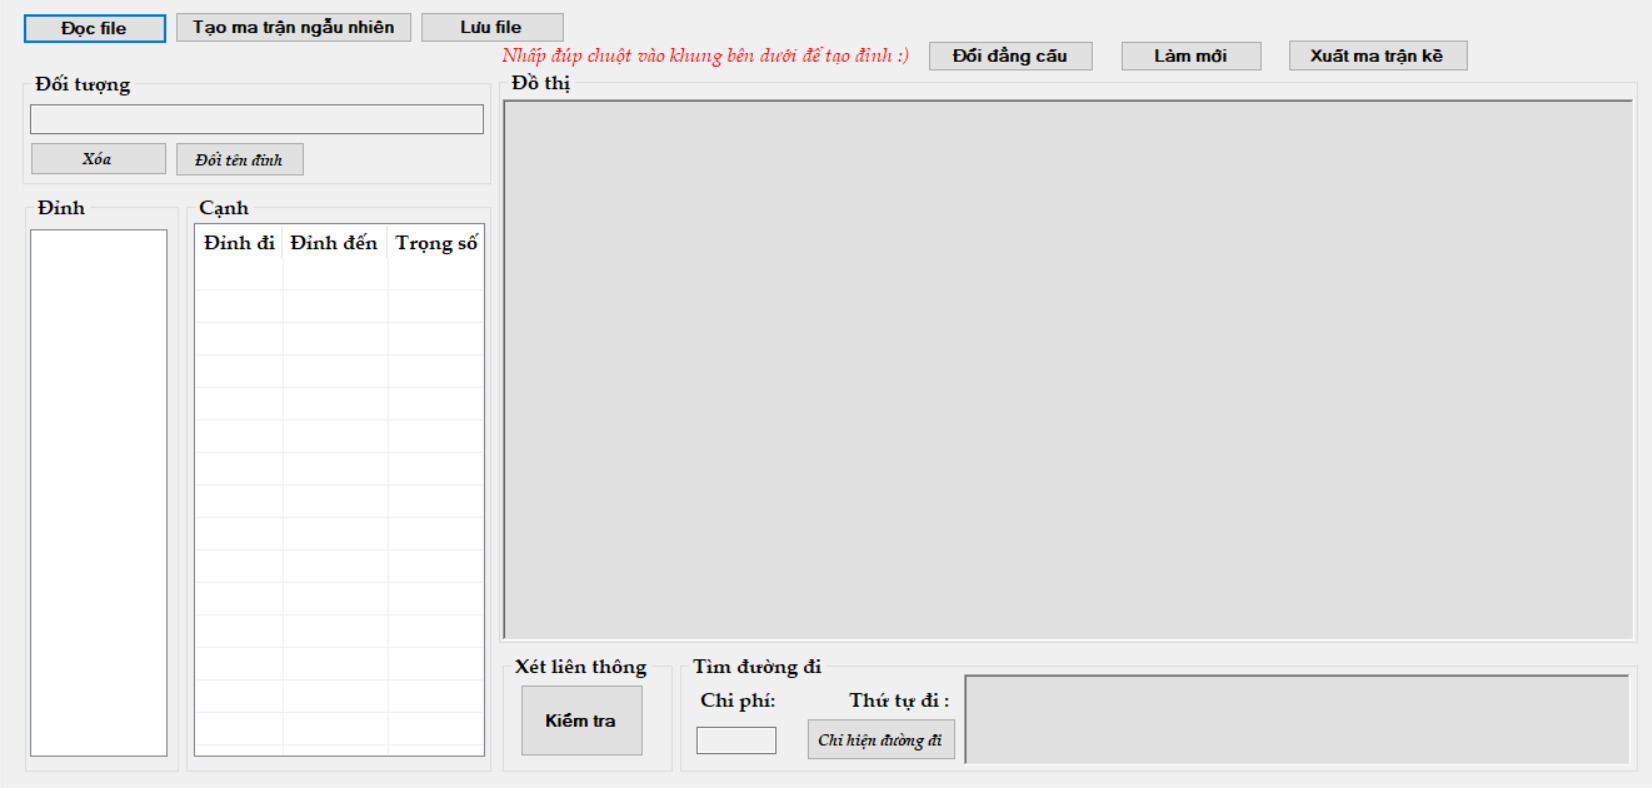 Đọc file
Tạo ma trận ngẫu nhiên
Lưu file
Nhấp đúp chuột vào khung bên dưới để tạo đỉnh :)
Đổi đẳng cấu
Làm mới
Xuất ma trận kề
Đối tượng
Xóa
Đổi tên đỉnh
Đỉnh
Cạnh
Đỉnh đi
Đỉnh đến
Trọng số
Đồ thị
Xét liên thông
Kiểm tra
Tìm đường đi
Chi phí:
Thứ tự đi :
Chỉ hiện đường đi